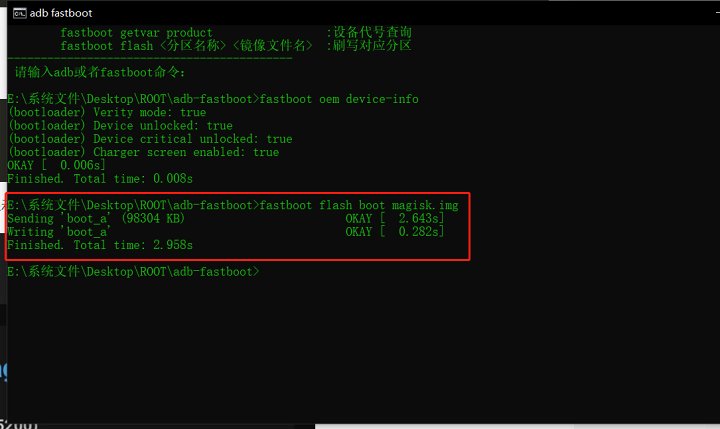 adb fastboot
fastboot getvar product :设备代号查询
fastboot flash <分区名称> <镜像文件名> :刷写对应分区
---------------------------------------------
请输入adb或者fastboot命令:
E:\系统文件\Desktop\ROOT\adb-fastboot>fastboot oem device-info
(bootloader) Verity mode: true
(bootloader) Device unlocked: true
(bootloader) Device critical unlocked: true
(bootloader) Charger screen enabled: true
OKAY [  0.006s]
Finished. Total time: 0.008s
E:\系统文件\Desktop\ROOT\adb-fastboot>fastboot flash boot magisk.img
Sending 'boot_a' (98304 KB) OKAY [  2.643s]
Writing 'boot_a' OKAY [  0.282s]
Finished. Total time: 2.958s
E:\系统文件\Desktop\ROOT\adb-fastboot>